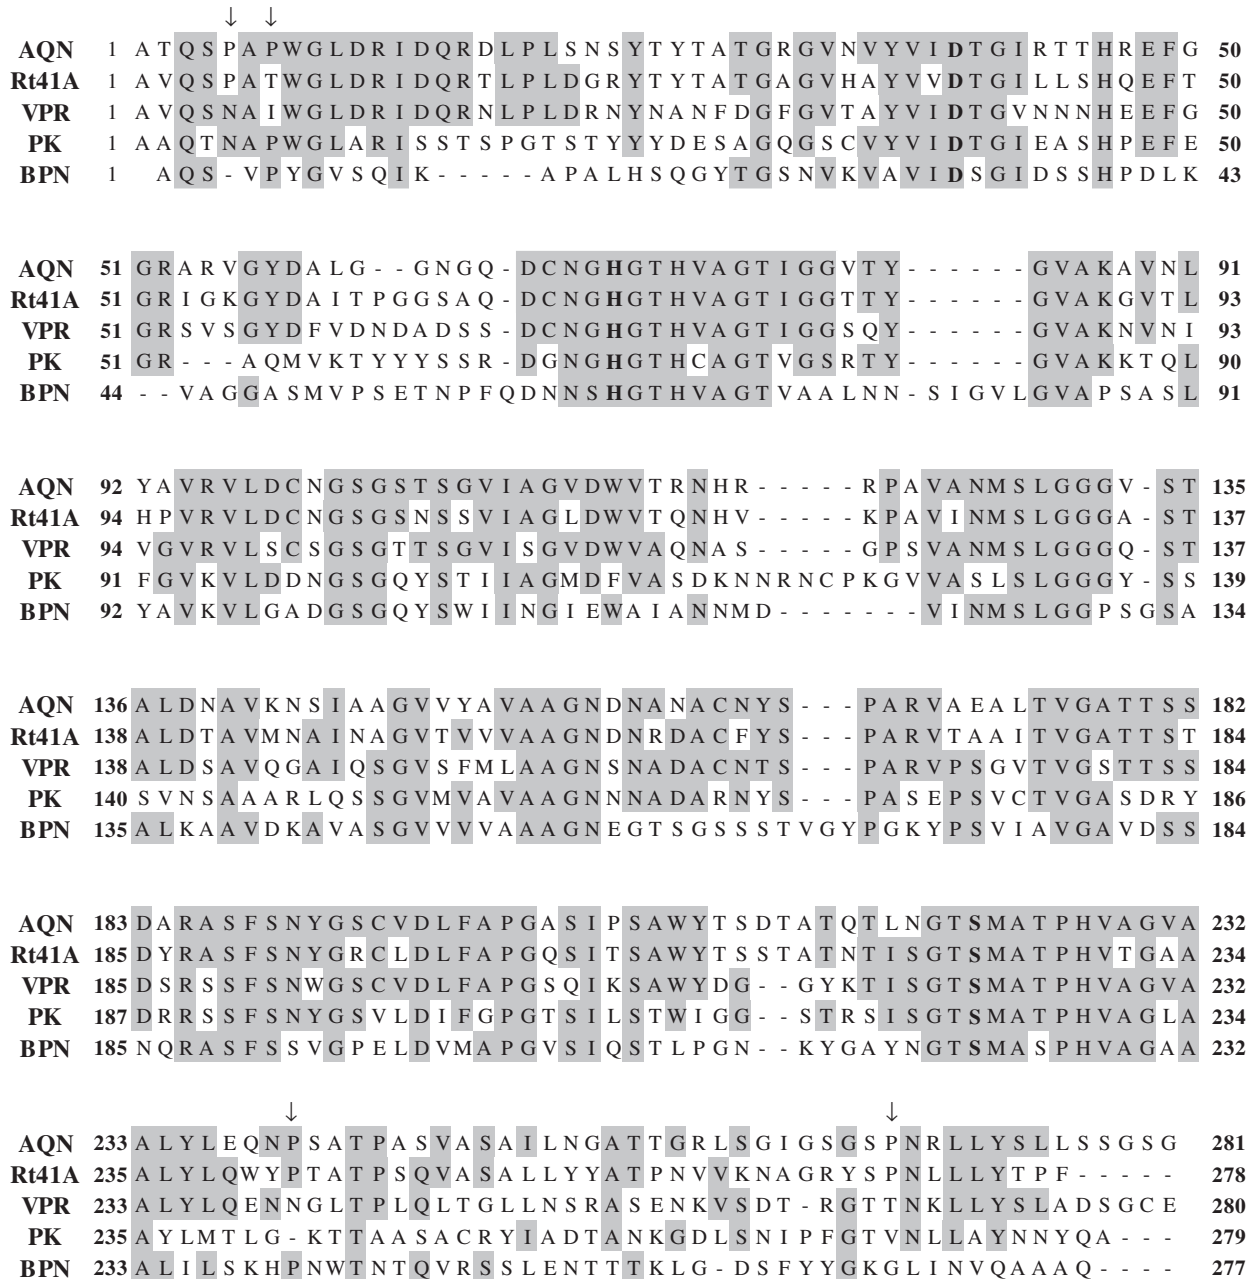 ↓ ↓
AQN 1 A T Q S P A P W G L D R I D Q R D L P L S N S Y T Y T A T G R G V N V Y V I D T G I R T T H R E F G 50
Rt41A 1 A V Q S P A T W G L D R I D Q R T L P L D G R Y T Y T A T G A G V H A Y V V D T G I L L S H Q E F T 50
VPR 1 A V Q S N A I W G L D R I D Q R N L P L D R N Y N A N F D G F G V T A Y V I D T G V N N N H E E F G 50
PK 1 A A Q T N A P W G L A R I S S T S P G T S T Y Y Y D E S A G Q G S C V Y V I D T G I E A S H P E F E 50
BPN 1 A Q S - V P Y G V S Q I K - - - - - A P A L H S Q G Y T G S N V K V A V I D S G I D S S H P D L K 43
AQN 51 G R A R V G Y D A L G - - G N G Q - D C N G H G T H V A G T I G G V T Y - - - - - - G V A K A V N L 91
Rt41A 51 G R I G K G Y D A I T P G G S A Q - D C N G H G T H V A G T I G G T T Y - - - - - - G V A K G V T L 93
VPR 51 G R S V S G Y D F V D N D A D S S - D C N G H G T H V A G T I G G S Q Y - - - - - - G V A K N V N I 93
PK 51 G R - - - A Q M V K T Y Y Y S S R - D G N G H G T H C A G T V G S R T Y - - - - - - G V A K K T Q L 90
BPN 44 - - V A G G A S M V P S E T N P F Q D N N S H G T H V A G T V A A L N N - S I G V L G V A P S A S L 91
AQN 92 Y A V R V L D C N G S G S T S G V I A G V D W V T R N H R - - - - - R P A V A N M S L G G G V - S T 135
Rt41A 94 H P V R V L D C N G S G S N S S V I A G L D W V T Q N H V - - - - - K P A V I N M S L G G G A - S T 137
VPR 94 V G V R V L S C S G S G T T S G V I S G V D W V A Q N A S - - - - - G P S V A N M S L G G G Q - S T 137
PK 91 F G V K V L D D N G S G Q Y S T I I A G M D F V A S D K N N R N C P K G V V A S L S L G G G Y - S S 139
BPN 92 Y A V K V L G A D G S G Q Y S W I I N G I E W A I A N N M D - - - - - - - V I N M S L G G P S G S A 134
AQN 136 A L D N A V K N S I A A G V V Y A V A A G N D N A N A C N Y S - - - P A R V A E A L T V G A T T S S 182
Rt41A 138 A L D T A V M N A I N A G V T V V V A A G N D N R D A C F Y S - - - P A R V T A A I T V G A T T S T 184
VPR 138 A L D S A V Q G A I Q S G V S F M L A A G N S N A D A C N T S - - - P A R V P S G V T V G S T T S S 184
PK 140 S V N S A A A R L Q S S G V M V A V A A G N N N A D A R N Y S - - - P A S E P S V C T V G A S D R Y 186
BPN 135 A L K A A V D K A V A S G V V V V A A A G N E G T S G S S S T V G Y P G K Y P S V I A V G A V D S S 184
AQN 183 D A R A S F S N Y G S C V D L F A P G A S I P S A W Y T S D T A T Q T L N G T S M A T P H V A G V A 232
Rt41A 185 D Y R A S F S N Y G R C L D L F A P G Q S I T S A W Y T S S T A T N T I S G T S M A T P H V T G A A 234
VPR 185 D S R S S F S N W G S C V D L F A P G S Q I K S A W Y D G - - G Y K T I S G T S M A T P H V A G V A 232
PK 187 D R R S S F S N Y G S V L D I F G P G T S I L S T W I G G - - S T R S I S G T S M A T P H V A G L A 234
BPN 185 N Q R A S F S S V G P E L D V M A P G V S I Q S T L P G N - - K Y G A Y N G T S M A S P H V A G A A 232
↓ ↓
AQN 233 A L Y L E Q N P S A T P A S V A S A I L N G A T T G R L S G I G S G S P N R L L Y S L L S S G S G 281
Rt41A 235 A L Y L Q W Y P T A T P S Q V A S A L L Y Y A T P N V V K N A G R Y S P N L L L Y T P F - - - - - 278
VPR 233 A L Y L Q E N N G L T P L Q L T G L L N S R A S E N K V S D T - R G T T N K L L Y S L A D S G C E 280
PK 235 A Y L M T L G - K T T A A S A C R Y I A D T A N K G D L S N I P F G T V N L L A Y N N Y Q A - - - 279
BPN 233 A L I L S K H P N W T N T Q V R S S L E N T T T K L G - D S F Y Y G K G L I N V Q A A A Q - - - - 277